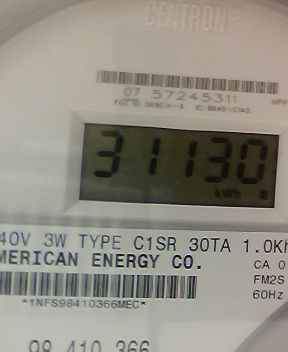 CENTRON®
07 57245311
31130
kWh
40V 3W TYPE C1SR 30TA 1.0Kh
MERICAN ENERGY CO.
CA 0
FM2S
60Hz
*1NFS98410366MEC*
98 410 366